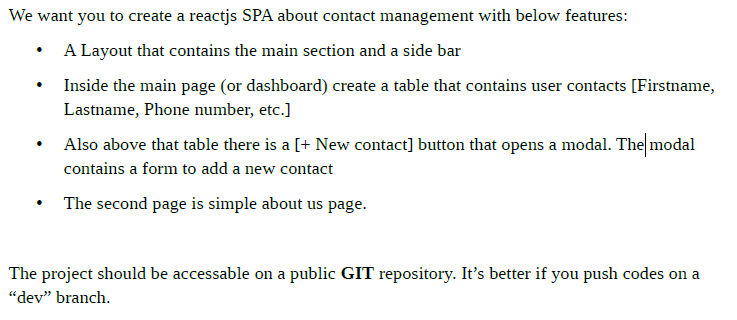 We want you to create a reactjs SPA about contact management with below features:
• A Layout that contains the main section and a side bar
• Inside the main page (or dashboard) create a table that contains user contacts [Firstname,
Lastname, Phone number, etc.]
• Also above that table there is a [+ New contact] button that opens a modal. The modal
contains a form to add a new contact
• The second page is simple about us page.
The project should be accessable on a public GIT repository. It’s better if you push codes on a
“dev” branch.